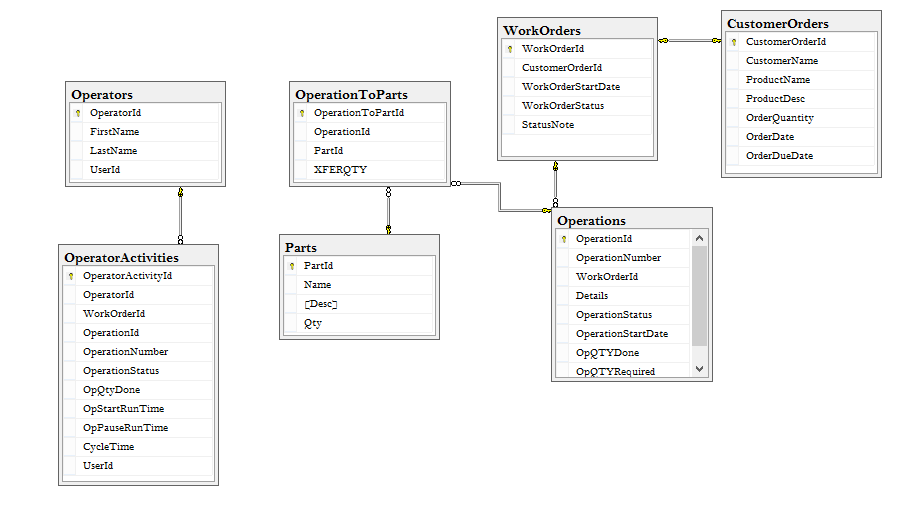 WorkOrders
WorkOrderId
CustomerOrderId
WorkOrderStartDate
WorkOrderStatus
StatusNote
CustomerOrders
CustomerOrderId
CustomerName
ProductName
ProductDesc
OrderQuantity
OrderDate
OrderDueDate
Operators
OperatorId
FirstName
LastName
UserId
OperationToParts
OperationToPartId
OperationId
PartId
XFERQTY
Operations
OperationId
OperationNumber
WorkOrderId
Details
OperationStatus
OperationStartDate
OpQTYDone
OpQTYRequired
Parts
PartId
Name
[Desc]
Qty
OperatorActivities
OperatorActivityId
OperatorId
WorkOrderId
OperationId
OperationNumber
OperationStatus
OpQtyDone
OpStartRunTime
OpPauseRunTime
CycleTime
UserId